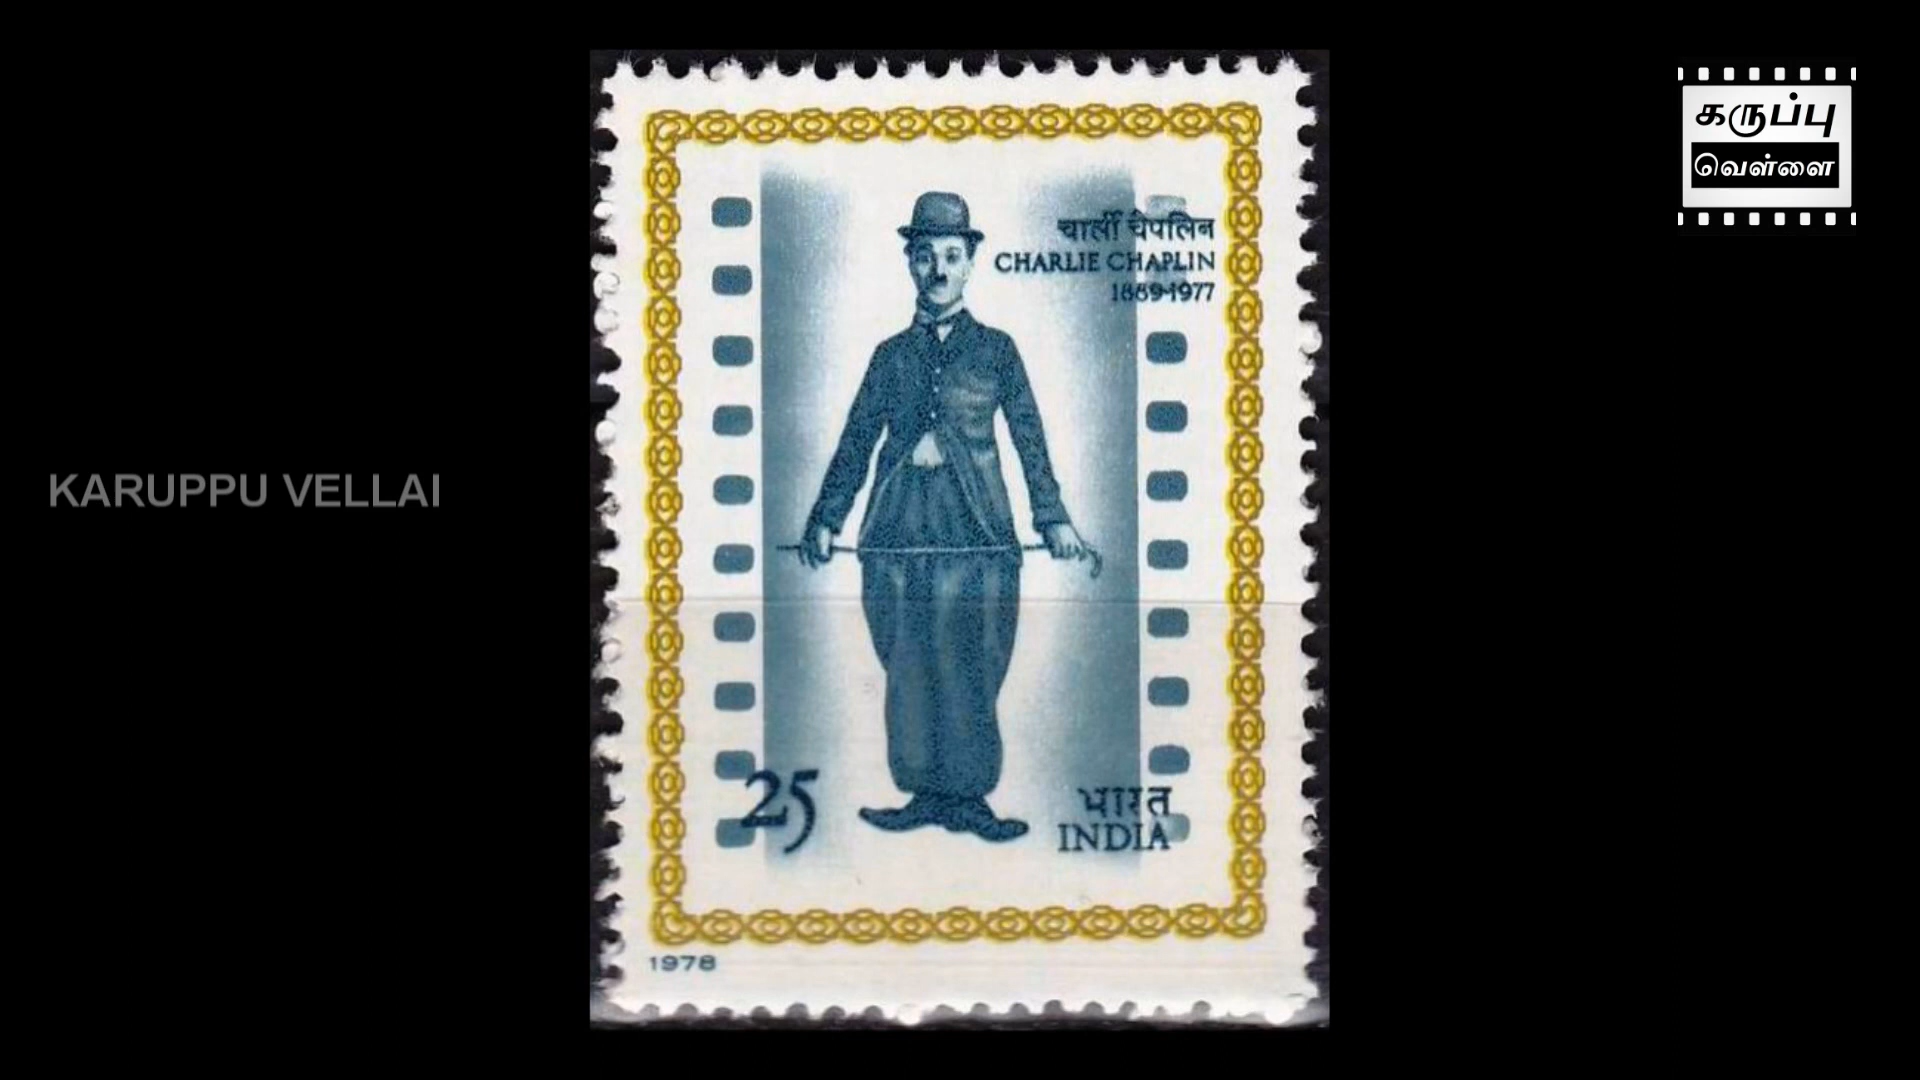 கருப்பு
வெள்ளை
चार्ली चैपलिन
CHARLIE CHAPLIN
1889-1977
KARUPPU VELLAI
25
भारत
INDIA
1978